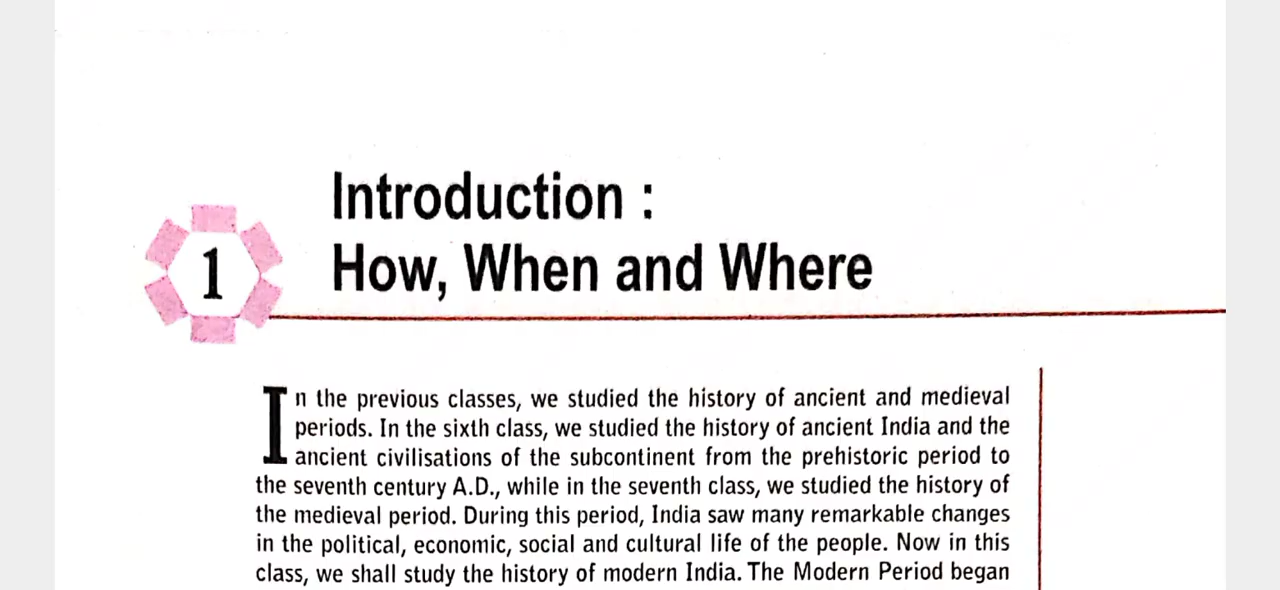 Introduction :
1
How, When and Where
In the previous classes, we studied the history of ancient and medieval
periods. In the sixth class, we studied the history of ancient India and the
ancient civilisations of the subcontinent from the prehistoric period to
the seventh century A.D., while in the seventh class, we studied the history of
the medieval period. During this period, India saw many remarkable changes
in the political, economic, social and cultural life of the people. Now in this
class, we shall study the history of modern India. The Modern Period began